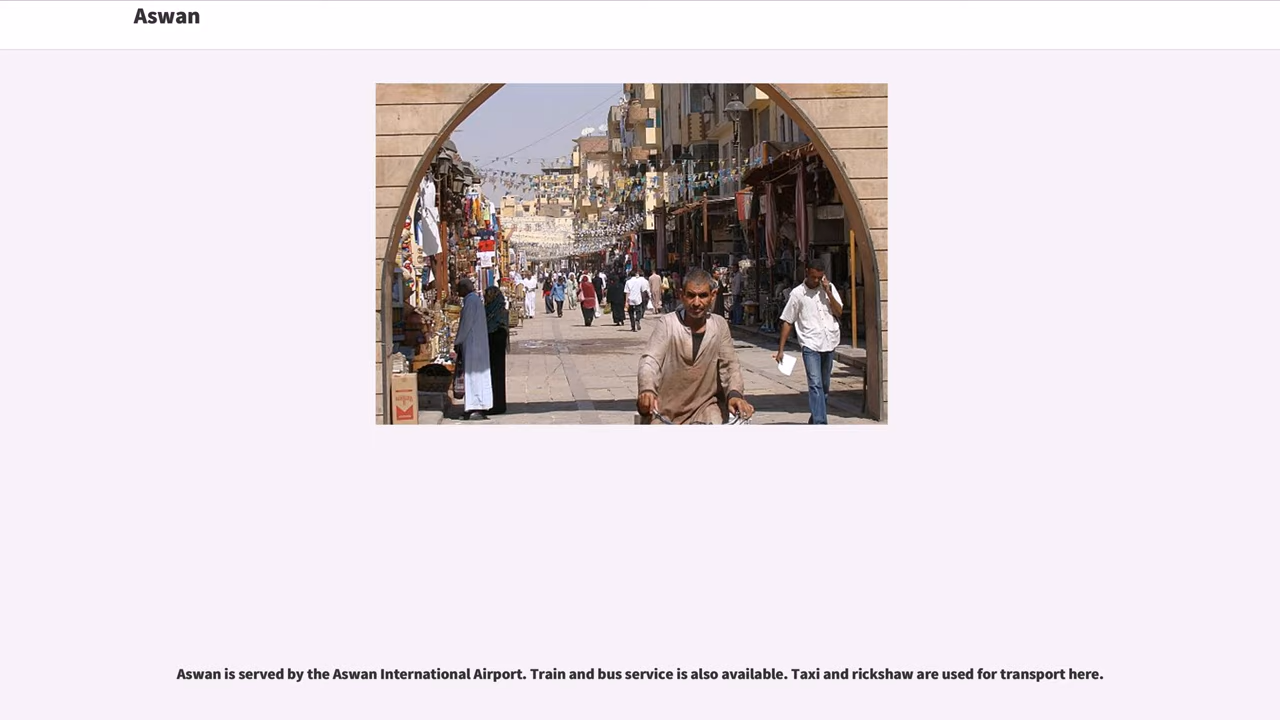 Aswan
Aswan is served by the Aswan International Airport. Train and bus service is also available. Taxi and rickshaw are used for transport here.